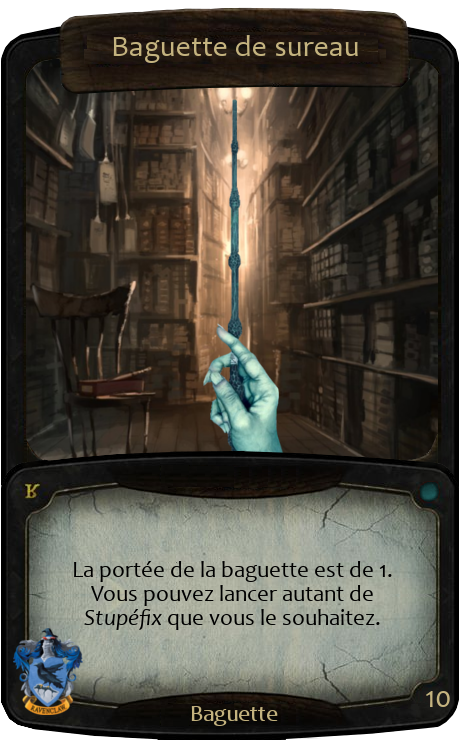 Baguette de sureau
La portée de la baguette est de 1.
Vous pouvez lancer autant de
Stupéfix que vous le souhaitez.
RAVENCLAW
Baguette
10